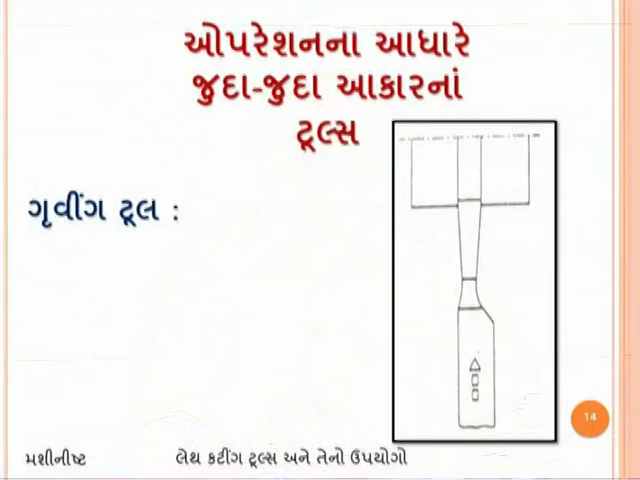 ઓપરેશનના આધારે
જુદા-જુદા આકારનાં
ટૂલ્સ
ગૃવીંગ ટૂલ :
14
મશીનીષ્ટ
લેથ કટીંગ ટૂલ્સ અને તેનો ઉપયોગો